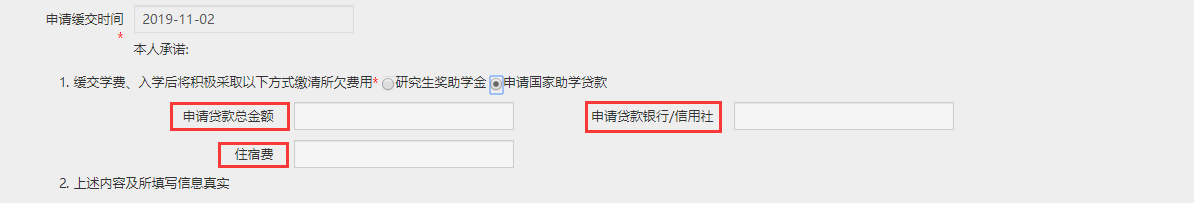 申请缓交时间 2019-11-02
*
本人承诺:
1. 缓交学费、入学后将积极采取以下方式缴清所欠费用* 研究生奖助学金 申请国家助学贷款
申请贷款总金额 申请贷款银行/信用社
住宿费
2. 上述内容及所填写信息真实